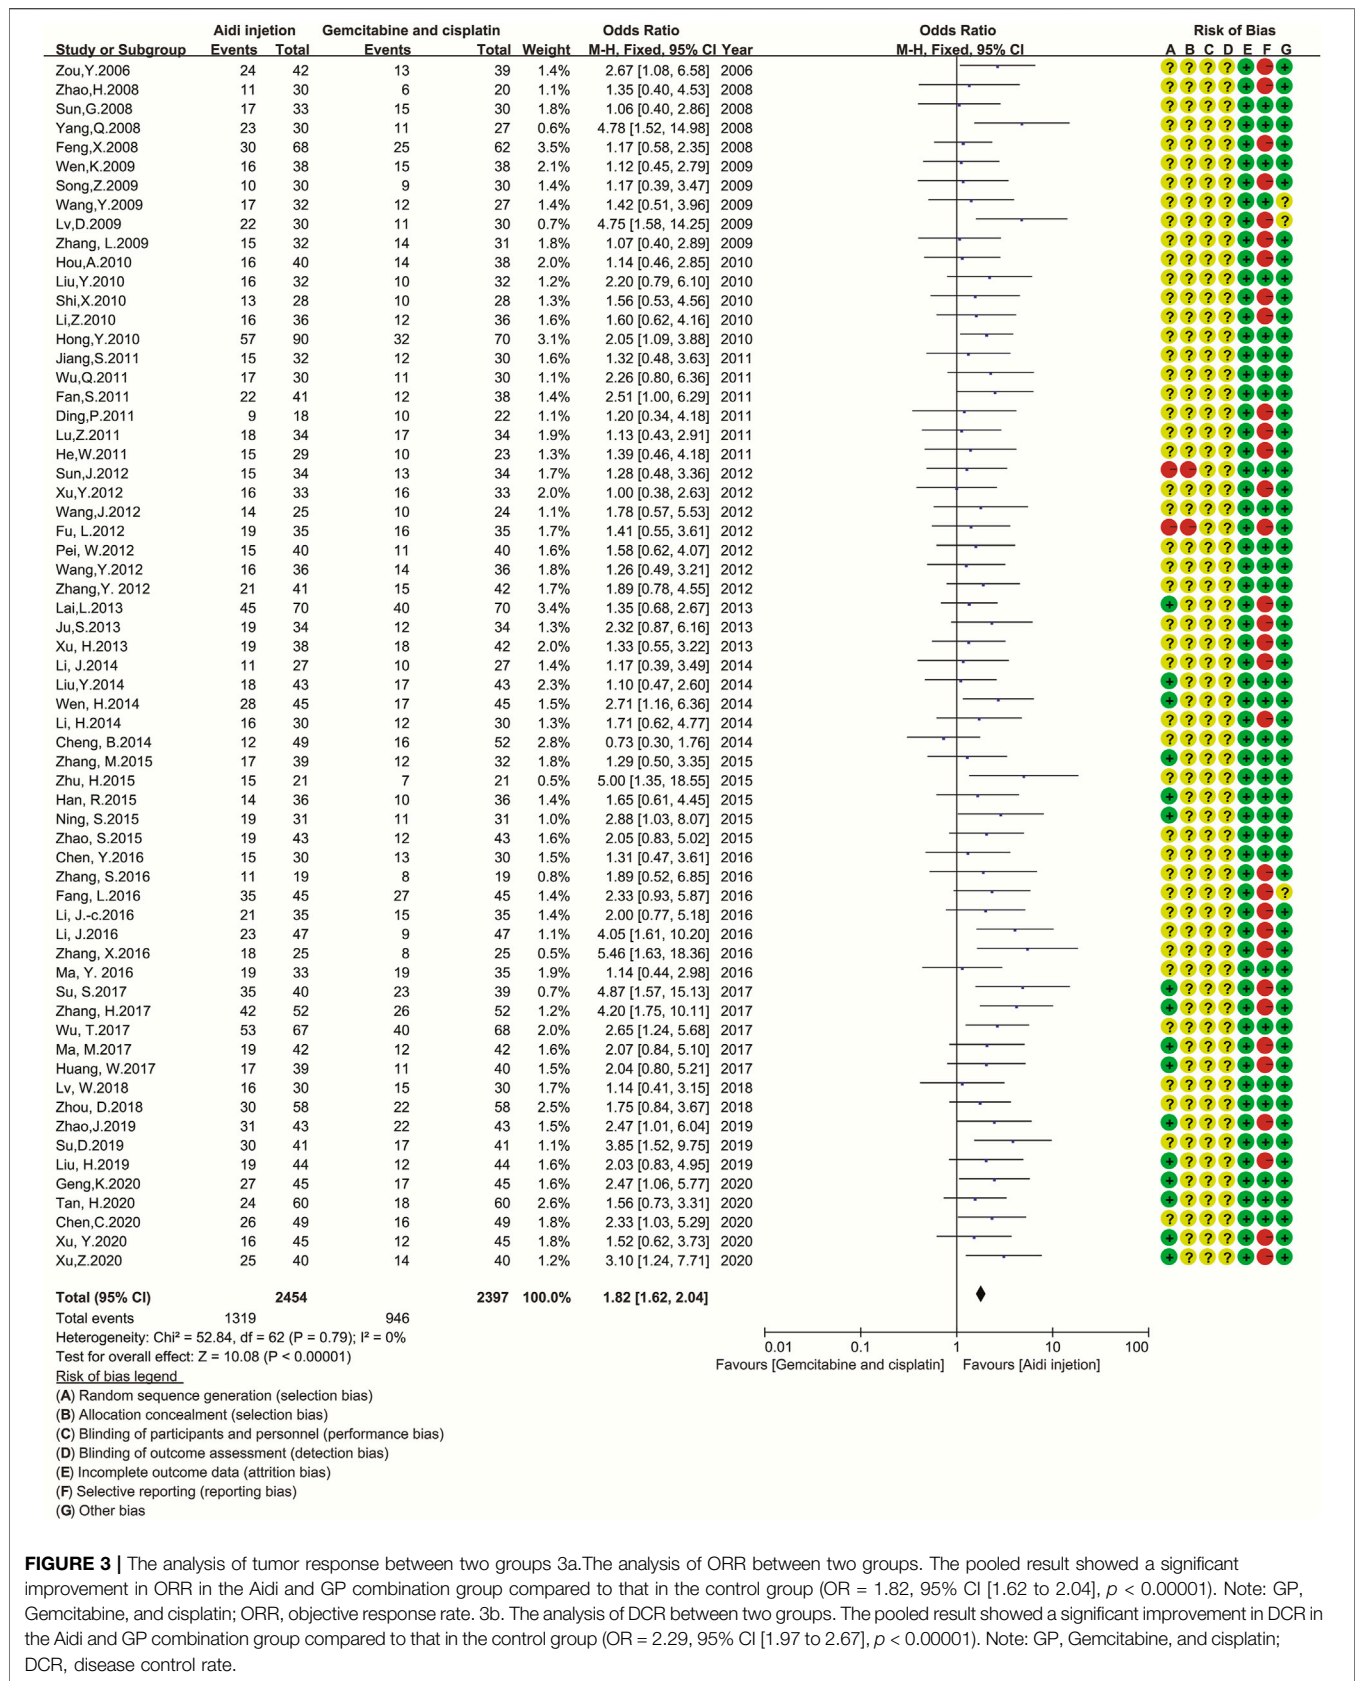 Aidi injetion Gemcitabine and cisplatin Odds Ratio Odds Ratio Risk of Bias
Study or Subgroup Events Total Events Total Weight M-H, Fixed, 95% CI Year M-H, Fixed, 95% CI A B C D E F G
Zou,Y.2006 24 42 13 39 1.4% 2.67 [1.08, 6.58] 2006 ? ? ? ? + - +
Zhao,H.2008 11 30 6 20 1.1% 1.35 [0.40, 4.53] 2008 ? ? ? ? + - +
Sun,G.2008 17 33 15 30 1.8% 1.06 [0.40, 2.86] 2008 ? ? ? ? + + +
Yang,Q.2008 23 30 11 27 0.6% 4.78 [1.52, 14.98] 2008 ? ? ? ? + + +
Feng,X.2008 30 68 25 62 3.5% 1.17 [0.58, 2.35] 2008 ? ? ? ? + - +
Wen,K.2009 16 38 15 38 2.1% 1.12 [0.45, 2.79] 2009 ? ? ? ? + + +
Song,Z.2009 10 30 9 30 1.4% 1.17 [0.39, 3.47] 2009 ? ? ? ? + - +
Wang,Y.2009 17 32 12 27 1.4% 1.42 [0.51, 3.96] 2009 ? ? ? ? + + ?
Lv,D.2009 22 30 11 30 0.7% 4.75 [1.58, 14.25] 2009 ? ? ? ? + - ?
Zhang, L.2009 15 32 14 31 1.8% 1.07 [0.40, 2.89] 2009 ? ? ? ? + - +
Hou,A.2010 16 40 14 38 2.0% 1.14 [0.46, 2.85] 2010 ? ? ? ? + - +
Liu,Y.2010 16 32 10 32 1.2% 2.20 [0.79, 6.10] 2010 ? ? ? ? + + +
Shi,X.2010 13 28 10 28 1.3% 1.56 [0.53, 4.56] 2010 ? ? ? ? + - +
Li,Z.2010 16 36 12 36 1.6% 1.60 [0.62, 4.16] 2010 ? ? ? ? + - +
Hong,Y.2010 57 90 32 70 3.1% 2.05 [1.09, 3.88] 2010 ? ? ? ? + + +
Jiang,S.2011 15 32 12 30 1.6% 1.32 [0.48, 3.63] 2011 ? ? ? ? + + +
Wu,Q.2011 17 30 11 30 1.1% 2.26 [0.80, 6.36] 2011 ? ? ? ? + + +
Fan,S.2011 22 41 12 38 1.4% 2.51 [1.00, 6.29] 2011 ? ? ? ? + + +
Ding,P.2011 9 18 10 22 1.1% 1.20 [0.34, 4.18] 2011 ? ? ? ? + - +
Lu,Z.2011 18 34 17 34 1.9% 1.13 [0.43, 2.91] 2011 ? ? ? ? + - +
He,W.2011 15 29 10 23 1.3% 1.39 [0.46, 4.18] 2011 ? ? ? ? + - +
Sun,J.2012 15 34 13 34 1.7% 1.28 [0.48, 3.36] 2012 - - ? ? + + +
Xu,Y.2012 16 33 16 33 2.0% 1.00 [0.38, 2.63] 2012 ? ? ? ? + - +
Wang,J.2012 14 25 10 24 1.1% 1.78 [0.57, 5.53] 2012 ? ? ? ? + + +
Fu, L.2012 19 35 16 35 1.7% 1.41 [0.55, 3.61] 2012 - - ? ? + - +
Pei, W.2012 15 40 11 40 1.6% 1.58 [0.62, 4.07] 2012 ? ? ? ? + + +
Wang,Y.2012 16 36 14 36 1.8% 1.26 [0.49, 3.21] 2012 ? ? ? ? + + +
Zhang,Y. 2012 21 41 15 42 1.7% 1.89 [0.78, 4.55] 2012 ? ? ? ? + + +
Lai,L.2013 45 70 40 70 3.4% 1.35 [0.68, 2.67] 2013 + ? ? ? + - +
Ju,S.2013 19 34 12 34 1.3% 2.32 [0.87, 6.16] 2013 ? ? ? ? + - +
Xu, H.2013 19 38 18 42 2.0% 1.33 [0.55, 3.22] 2013 ? ? ? ? + - +
Li, J.2014 11 27 10 27 1.4% 1.17 [0.39, 3.49] 2014 ? ? ? ? + - +
Liu,Y.2014 18 43 17 43 2.3% 1.10 [0.47, 2.60] 2014 + ? ? ? + + +
Wen, H.2014 28 45 17 45 1.5% 2.71 [1.16, 6.36] 2014 + ? ? ? + + +
Li, H.2014 16 30 12 30 1.3% 1.71 [0.62, 4.77] 2014 ? ? ? ? + - +
Cheng, B.2014 12 49 16 52 2.8% 0.73 [0.30, 1.76] 2014 ? ? ? ? + + +
Zhang, M.2015 17 39 12 32 1.8% 1.29 [0.50, 3.35] 2015 + ? ? ? + + +
Zhu, H.2015 15 21 7 21 0.5% 5.00 [1.35, 18.55] 2015 ? ? ? ? + + +
Han, R.2015 14 36 10 36 1.4% 1.65 [0.61, 4.45] 2015 + ? ? ? + + +
Ning, S.2015 19 31 11 31 1.0% 2.88 [1.03, 8.07] 2015 + ? ? ? + + +
Zhao, S.2015 19 43 12 43 1.6% 2.05 [0.83, 5.02] 2015 ? ? ? ? + + +
Chen, Y.2016 15 30 13 30 1.5% 1.31 [0.47, 3.61] 2016 ? ? ? ? + + +
Zhang, S.2016 11 19 8 19 0.8% 1.89 [0.52, 6.85] 2016 ? ? ? ? + - +
Fang, L.2016 35 45 27 45 1.4% 2.33 [0.93, 5.87] 2016 ? ? ? ? + - ?
Li, J.-c.2016 21 35 15 35 1.4% 2.00 [0.77, 5.18] 2016 ? ? ? ? + - +
Li, J.2016 23 47 9 47 1.1% 4.05 [1.61, 10.20] 2016 ? ? ? ? + - +
Zhang, X.2016 18 25 8 25 0.5% 5.46 [1.63, 18.36] 2016 ? ? ? ? + - +
Ma, Y. 2016 19 33 19 35 1.9% 1.14 [0.44, 2.98] 2016 ? ? ? ? + + +
Su, S.2017 35 40 23 39 0.7% 4.87 [1.57, 15.13] 2017 + ? ? ? + - +
Zhang, H.2017 42 52 26 52 1.2% 4.20 [1.75, 10.11] 2017 + ? ? ? + - +
Wu, T.2017 53 67 40 68 2.0% 2.65 [1.24, 5.68] 2017 ? ? ? ? + + +
Ma, M.2017 19 42 12 42 1.6% 2.07 [0.84, 5.10] 2017 + ? ? ? + - +
Huang, W.2017 17 39 11 40 1.5% 2.04 [0.80, 5.21] 2017 + ? ? ? + - +
Lv, W.2018 16 30 15 30 1.7% 1.14 [0.41, 3.15] 2018 ? ? ? ? + + +
Zhou, D.2018 30 58 22 58 2.5% 1.75 [0.84, 3.67] 2018 ? ? ? ? + + +
Zhao,J.2019 31 43 22 43 1.5% 2.47 [1.01, 6.04] 2019 + ? ? ? + - +
Su,D.2019 30 41 17 41 1.1% 3.85 [1.52, 9.75] 2019 ? ? ? ? + + +
Liu, H.2019 19 44 12 44 1.6% 2.03 [0.83, 4.95] 2019 + ? ? ? + - +
Geng,K.2020 27 45 17 45 1.6% 2.47 [1.06, 5.77] 2020 + ? ? ? + + +
Tan, H.2020 24 60 18 60 2.6% 1.56 [0.73, 3.31] 2020 + ? ? ? + + +
Chen,C.2020 26 49 16 49 1.8% 2.33 [1.03, 5.29] 2020 ? ? ? ? + + +
Xu, Y.2020 16 45 12 45 1.8% 1.52 [0.62, 3.73] 2020 + ? ? ? + - +
Xu,Z.2020 25 40 14 40 1.2% 3.10 [1.24, 7.71] 2020 + ? ? ? + - +
Total (95% CI) 2454 2397 100.0% 1.82 [1.62, 2.04]
Total events 1319 946
Heterogeneity: Chi² = 52.84, df = 62 (P = 0.79); I² = 0%
Test for overall effect: Z = 10.08 (P < 0.00001)
0.01 0.1 1 10 100
Favours [Gemcitabine and cisplatin] Favours [Aidi injetion]
Risk of bias legend
(A) Random sequence generation (selection bias)
(B) Allocation concealment (selection bias)
(C) Blinding of participants and personnel (performance bias)
(D) Blinding of outcome assessment (detection bias)
(E) Incomplete outcome data (attrition bias)
(F) Selective reporting (reporting bias)
(G) Other bias
FIGURE 3 | The analysis of tumor response between two groups 3a.The analysis of ORR between two groups. The pooled result showed a significant
improvement in ORR in the Aidi and GP combination group compared to that in the control group (OR = 1.82, 95% CI [1.62 to 2.04], p < 0.00001). Note: GP,
Gemcitabine, and cisplatin; ORR, objective response rate. 3b. The analysis of DCR between two groups. The pooled result showed a significant improvement in DCR in
the Aidi and GP combination group compared to that in the control group (OR = 2.29, 95% CI [1.97 to 2.67], p < 0.00001). Note: GP, Gemcitabine, and cisplatin;
DCR, disease control rate.